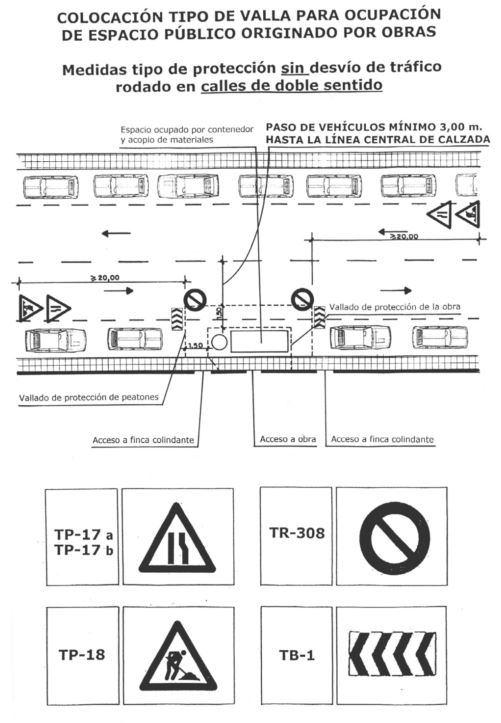 COLOCACIÓN TIPO DE VALLA PARA OCUPACIÓN
DE ESPACIO PÚBLICO ORIGINADO POR OBRAS
Medidas tipo de protección sin desvío de tráfico
rodado en calles de doble sentido
Espacio ocupado por contenedor
y acopio de materiales
PASO DE VEHÍCULOS MÍNIMO 3,00 m.
HASTA LA LÍNEA CENTRAL DE CALZADA
≥20,00
≥20,00
1,50
Vallado de protección de la obra
1,50
Vallado de protección de peatones
Acceso a finca colindante
Acceso a obra
Acceso a finca colindante
TP-17 a
TP-17 b
TR-308
TP-18
TB-1